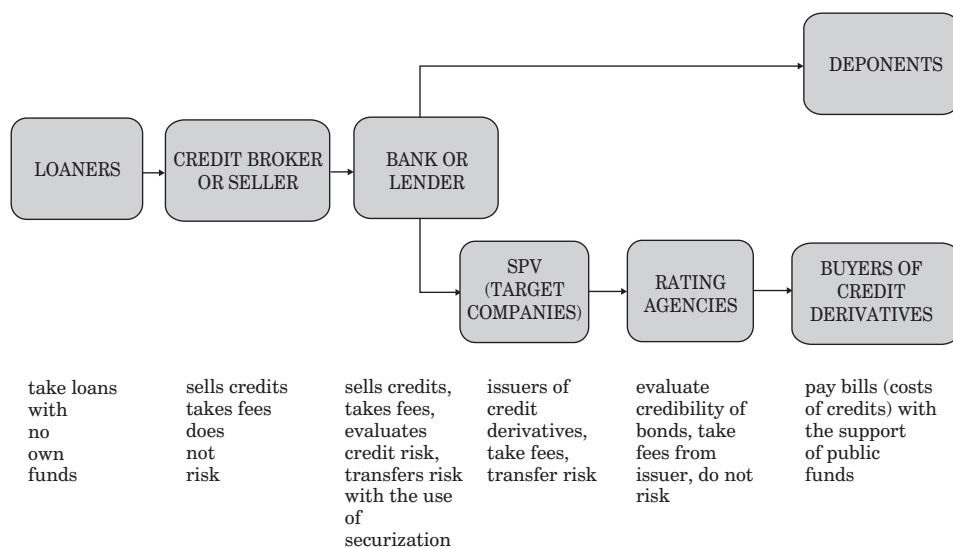 DEPONENTS
LOANERS
CREDIT BROKER
OR SELLER
BANK OR
LENDER
SPV
(TARGET
COMPANIES)
RATING
AGENCIES
BUYERS OF
CREDIT
DERIVATIVES
take loans
with
no
own
funds
sells credits
takes fees
does
not
risk
sells credits,
takes fees,
evaluates
credit risk,
transfers risk
with the use
of
securization
issuers of
credit
derivatives,
take fees,
transfer risk
evaluate
credibility of
bonds, take
fees from
issuer, do not
risk
pay bills (costs
of credits) with
the support
of public
funds